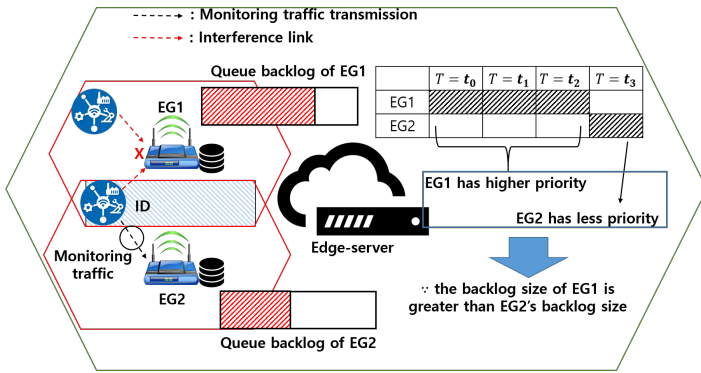 : Monitoring traffic transmission
: Interference link
Queue backlog of EG1
T = t0 T = t1 T = t2 T = t3
EG1
EG2
EG1
X
EG1 has higher priority
ID
EG2 has less priority
Edge-server
Monitoring
traffic
EG2
∵ the backlog size of EG1 is
greater than EG2's backlog size
Queue backlog of EG2